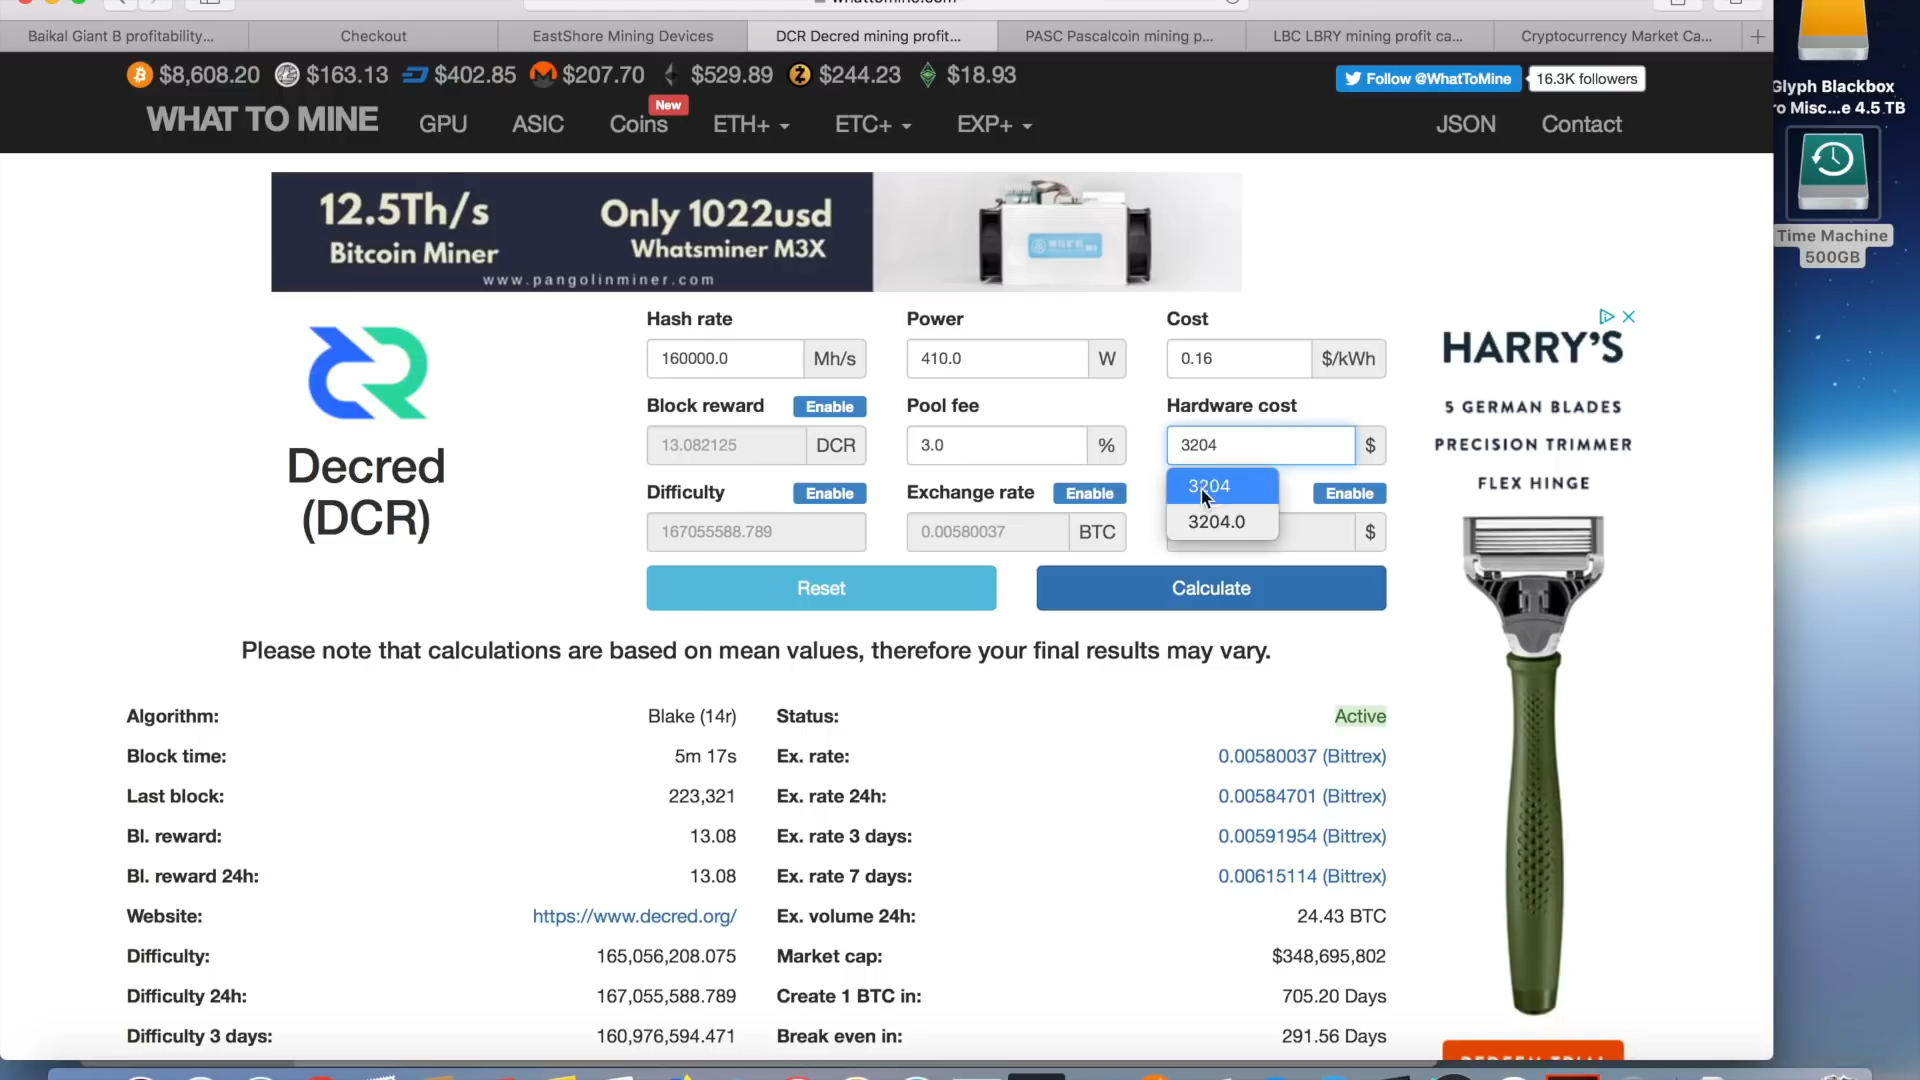 whattomine.com
Baikal Giant B profitability...
Checkout
EastShore Mining Devices
DCR Decred mining profit...
PASC Pascalcoin mining p...
LBC LBRY mining profit ca...
Cryptocurrency Market Ca...
$8,608.20 $163.13 $402.85 $207.70 $529.89 $244.23 $18.93
Follow @WhatToMine 16.3K followers
WHAT TO MINE GPU ASIC Coins New ETH+ ETC+ EXP+ JSON Contact
Glyph Blackbox
ro Misc...e 4.5 TB
Time Machine
500GB
12.5Th/s
Bitcoin Miner
Only 1022usd
Whatsminer M3X
www.pangolinminer.com
Decred
(DCR)
Hash rate Power Cost
160000.0 Mh/s 410.0 W 0.16 $/kWh
Block reward Enable Pool fee Hardware cost
13.082125 DCR 3.0 % 3204 $
Difficulty Enable Exchange rate Enable 3204 Enable
167055588.789 0.00580037 BTC 3204.0 $
Reset Calculate
HARRY'S
5 GERMAN BLADES
PRECISION TRIMMER
FLEX HINGE
Please note that calculations are based on mean values, therefore your final results may vary.
Algorithm: Blake (14r) Status: Active
Block time: 5m 17s Ex. rate: 0.00580037 (Bittrex)
Last block: 223,321 Ex. rate 24h: 0.00584701 (Bittrex)
Bl. reward: 13.08 Ex. rate 3 days: 0.00591954 (Bittrex)
Bl. reward 24h: 13.08 Ex. rate 7 days: 0.00615114 (Bittrex)
Website: https://www.decred.org/ Ex. volume 24h: 24.43 BTC
Difficulty: 165,056,208.075 Market cap: $348,695,802
Difficulty 24h: 167,055,588.789 Create 1 BTC in: 705.20 Days
Difficulty 3 days: 160,976,594.471 Break even in: 291.56 Days
REDEEM TRIAL